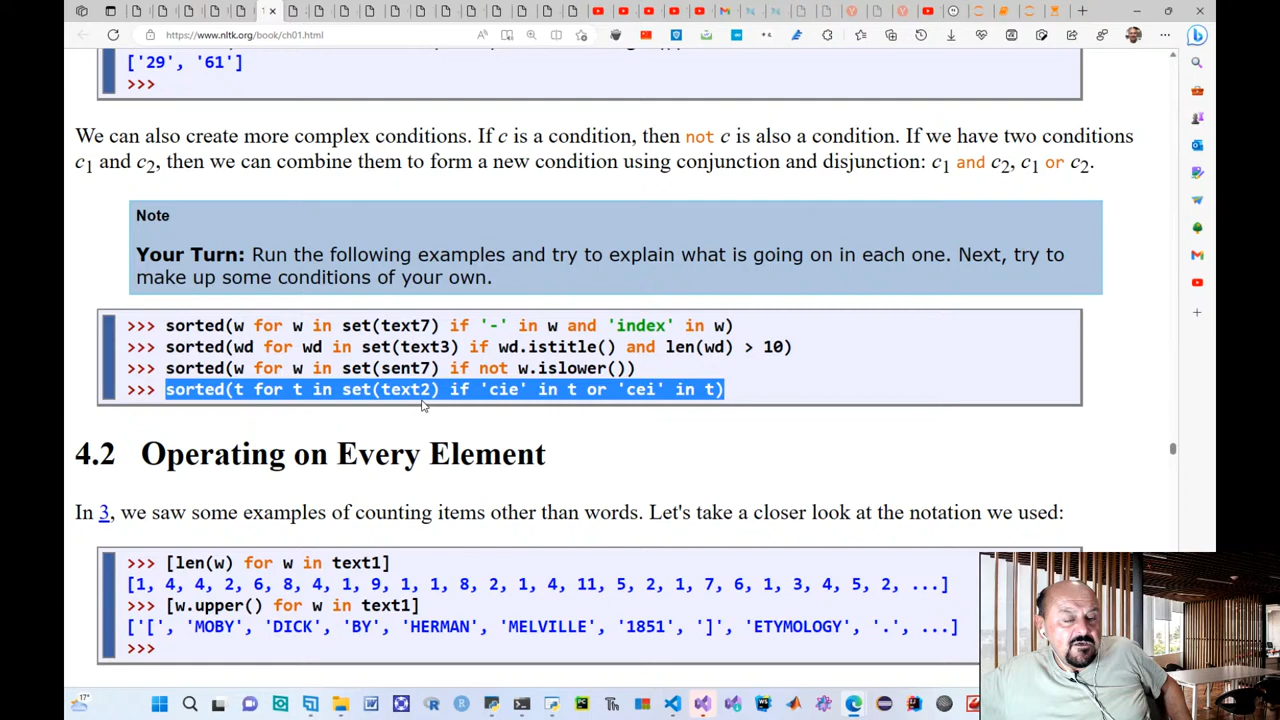 https://www.nltk.org/book/ch01.html
['29', '61']
>>>
We can also create more complex conditions. If c is a condition, then not c is also a condition. If we have two conditions
c1 and c2, then we can combine them to form a new condition using conjunction and disjunction: c1 and c2, c1 or c2.
Note
Your Turn: Run the following examples and try to explain what is going on in each one. Next, try to
make up some conditions of your own.
>>> sorted(w for w in set(text7) if '-' in w and 'index' in w)
>>> sorted(wd for wd in set(text3) if wd.istitle() and len(wd) > 10)
>>> sorted(w for w in set(sent7) if not w.islower())
>>> sorted(t for t in set(text2) if 'cie' in t or 'cei' in t)
4.2 Operating on Every Element
In 3, we saw some examples of counting items other than words. Let's take a closer look at the notation we used:
>>> [len(w) for w in text1]
[1, 4, 4, 2, 6, 8, 4, 1, 9, 1, 1, 8, 2, 1, 4, 11, 5, 2, 1, 7, 6, 1, 3, 4, 5, 2, ...]
>>> [w.upper() for w in text1]
['[', 'MOBY', 'DICK', 'BY', 'HERMAN', 'MELVILLE', '1851', ']', 'ETYMOLOGY', '.', ...]
>>>
17°